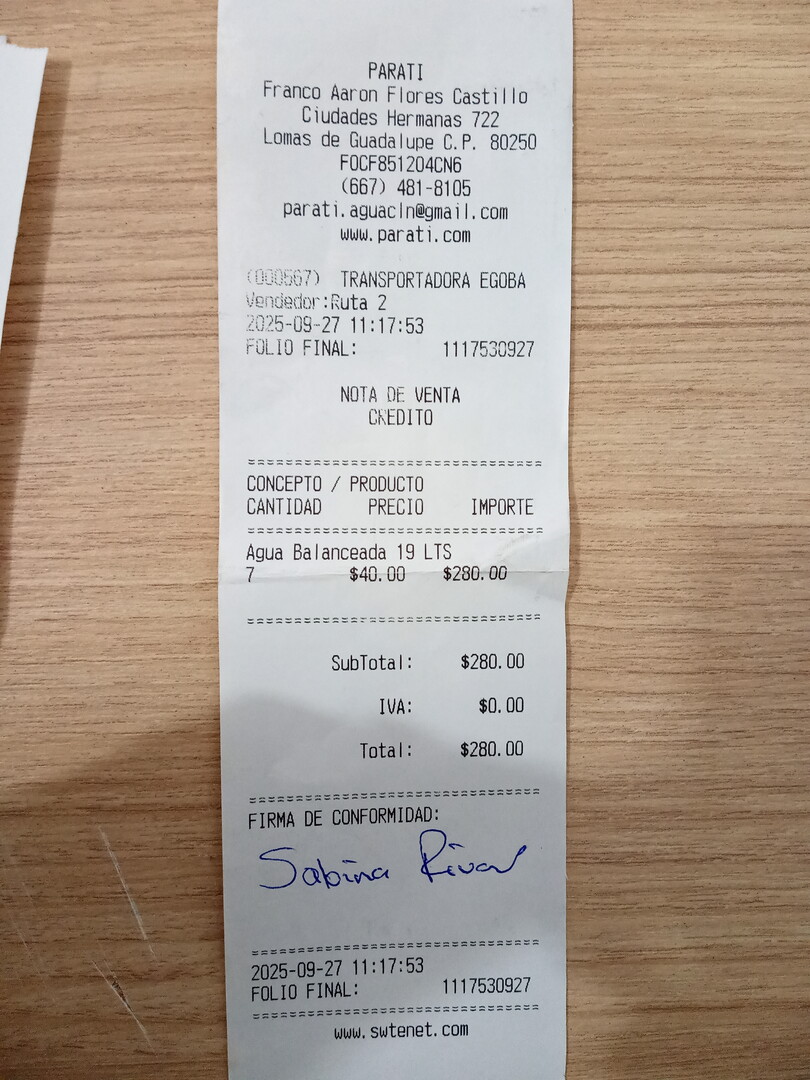 PARATI
Franco Aaron Flores Castillo
Ciudades Hermanas 722
Lomas de Guadalupe C.P. 80250
FOCF851204CN6
(667) 481-8105
parati.aguacln@gmail.com
www.parati.com
(000567) TRANSPORTADORA EGOBA
Vendedor:Ruta 2
2025-09-27 11:17:53
FOLIO FINAL: 1117530927
NOTA DE VENTA
CREDITO
================================
CONCEPTO / PRODUCTO
CANTIDAD PRECIO IMPORTE
================================
Agua Balanceada 19 LTS
7 $40.00 $280.00
================================
SubTotal: $280.00
IVA: $0.00
Total: $280.00
================================
FIRMA DE CONFORMIDAD:
Sabina Rivas
================================
2025-09-27 11:17:53
FOLIO FINAL: 1117530927
================================
www.swtenet.com